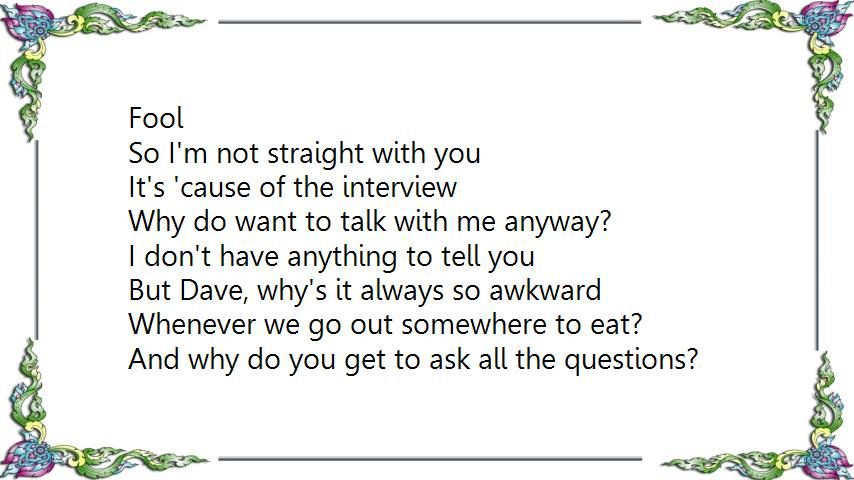 Fool
So I'm not straight with you
It's 'cause of the interview
Why do want to talk with me anyway?
I don't have anything to tell you
But Dave, why's it always so awkward
Whenever we go out somewhere to eat?
And why do you get to ask all the questions?